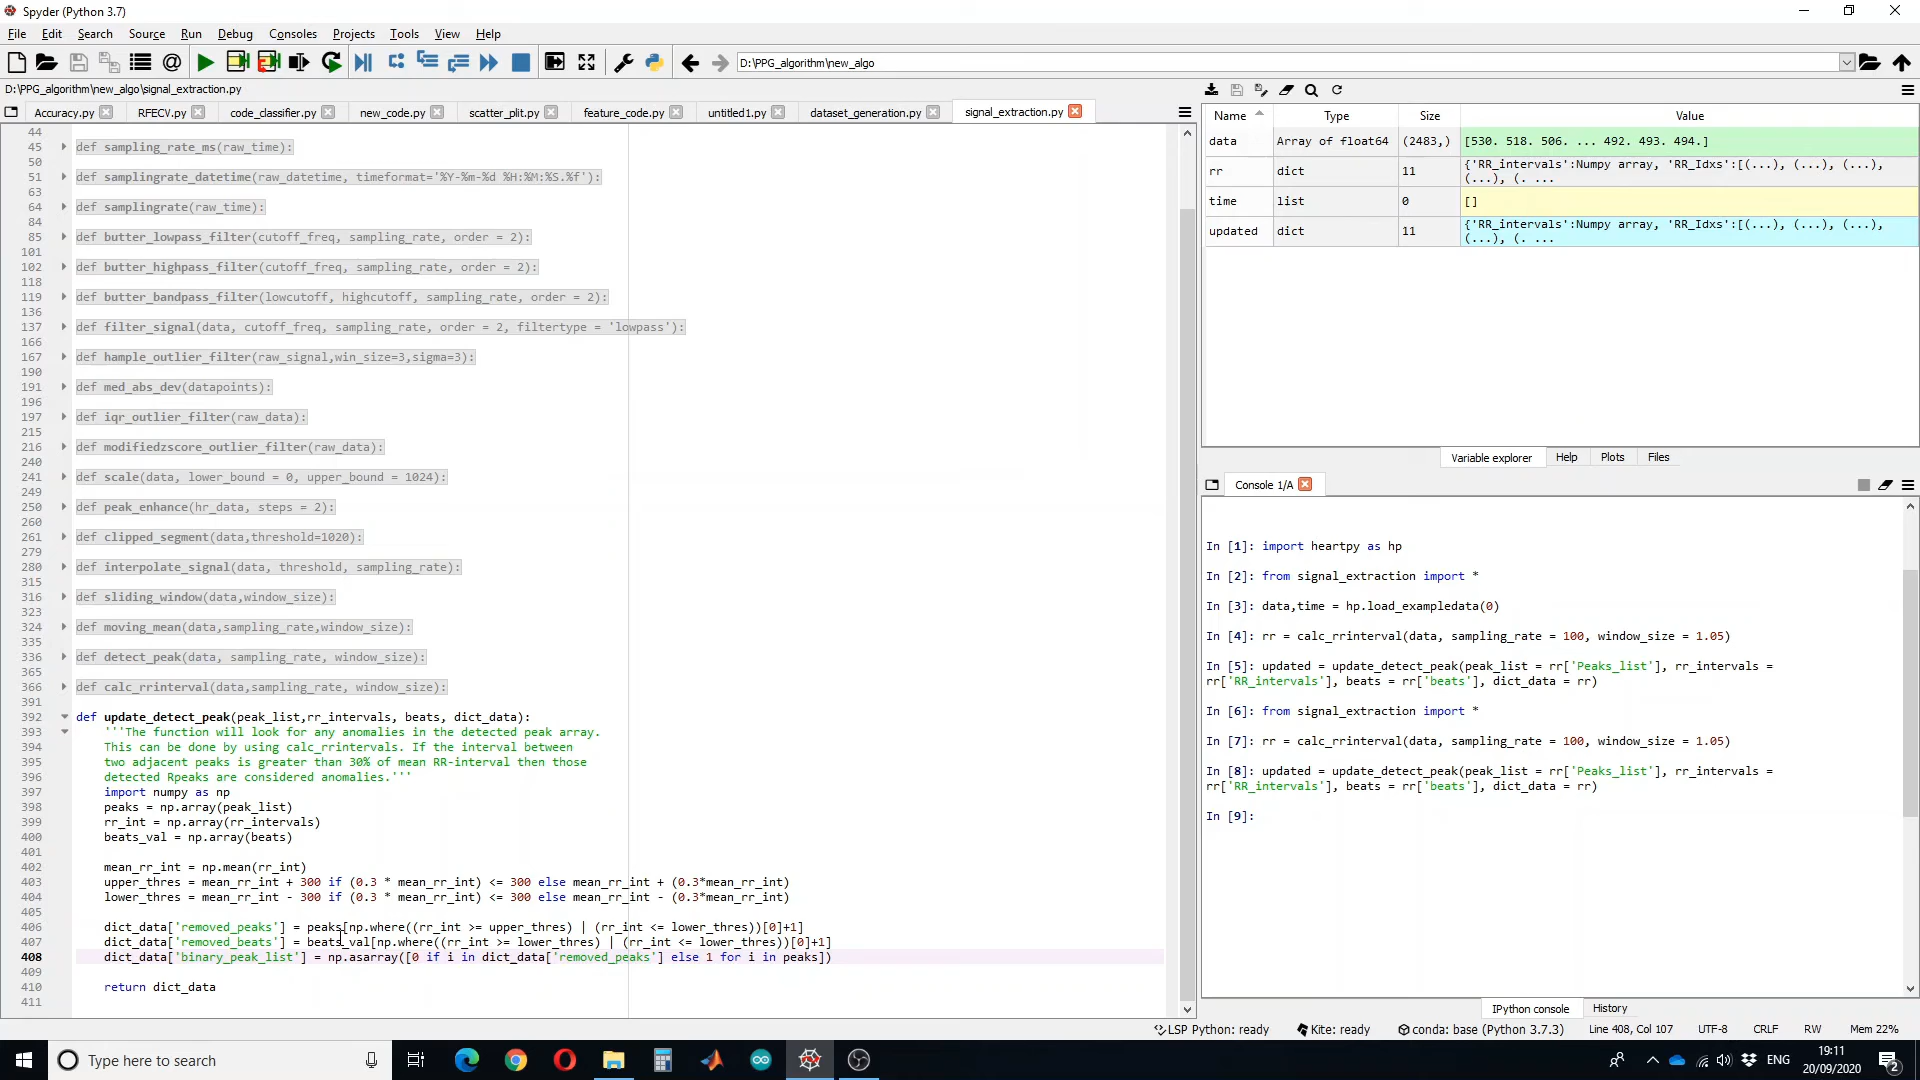 Spyder (Python 3.7)
File Edit Search Source Run Debug Consoles Projects Tools View Help
D:\PPG_algorithm\new_algo
D:\PPG_algorithm\new_algo\signal_extraction.py
Accuracy.py RFECV.py code_classifier.py new_code.py scatter_plit.py feature_code.py untitled1.py dataset_generation.py signal_extraction.py
44
45 def sampling_rate_ms(raw_time):
50
51 def samplingrate_datetime(raw_datetime, timeformat='%Y-%m-%d %H:%M:%S.%f'):
63
64 def samplingrate(raw_time):
84
85 def butter_lowpass_filter(cutoff_freq, sampling_rate, order = 2):
101
102 def butter_highpass_filter(cutoff_freq, sampling_rate, order = 2):
118
119 def butter_bandpass_filter(lowcutoff, highcutoff, sampling_rate, order = 2):
136
137 def filter_signal(data, cutoff_freq, sampling_rate, order = 2, filtertype = 'lowpass'):
166
167 def hample_outlier_filter(raw_signal,win_size=3,sigma=3):
190
191 def med_abs_dev(datapoints):
196
197 def iqr_outlier_filter(raw_data):
215
216 def modifiedzscore_outlier_filter(raw_data):
240
241 def scale(data, lower_bound = 0, upper_bound = 1024):
249
250 def peak_enhance(hr_data, steps = 2):
260
261 def clipped_segment(data,threshold=1020):
279
280 def interpolate_signal(data, threshold, sampling_rate):
315
316 def sliding_window(data,window_size):
323
324 def moving_mean(data,sampling_rate,window_size):
335
336 def detect_peak(data, sampling_rate, window_size):
365
366 def calc_rrinterval(data,sampling_rate, window_size):
391
392 def update_detect_peak(peak_list,rr_intervals, beats, dict_data):
393 '''The function will look for any anomalies in the detected peak array.
394 This can be done by using calc_rrintervals. If the interval between
395 two adjacent peaks is greater than 30% of mean RR-interval then those
396 detected Rpeaks are considered anomalies.'''
397 import numpy as np
398 peaks = np.array(peak_list)
399 rr_int = np.array(rr_intervals)
400 beats_val = np.array(beats)
401
402 mean_rr_int = np.mean(rr_int)
403 upper_thres = mean_rr_int + 300 if (0.3 * mean_rr_int) <= 300 else mean_rr_int + (0.3*mean_rr_int)
404 lower_thres = mean_rr_int - 300 if (0.3 * mean_rr_int) <= 300 else mean_rr_int - (0.3*mean_rr_int)
405
406 dict_data['removed_peaks'] = peaks[np.where((rr_int >= upper_thres) | (rr_int <= lower_thres))[0]+1]
407 dict_data['removed_beats'] = beats_val[np.where((rr_int >= lower_thres) | (rr_int <= lower_thres))[0]+1]
408 dict_data['binary_peak_list'] = np.asarray([0 if i in dict_data['removed_peaks'] else 1 for i in peaks])
409
410 return dict_data
411
Name Type Size Value
data Array of float64 (2483,) [530. 518. 506. ... 492. 493. 494.]
rr dict 11 {'RR_intervals':Numpy array, 'RR_Idxs':[(...), (...), (...),
(...), (. ...
time list 0 []
updated dict 11 {'RR_intervals':Numpy array, 'RR_Idxs':[(...), (...), (...),
(...), (. ...
Variable explorer Help Plots Files
Console 1/A
In [1]: import heartpy as hp
In [2]: from signal_extraction import *
In [3]: data,time = hp.load_exampledata(0)
In [4]: rr = calc_rrinterval(data, sampling_rate = 100, window_size = 1.05)
In [5]: updated = update_detect_peak(peak_list = rr['Peaks_list'], rr_intervals =
rr['RR_intervals'], beats = rr['beats'], dict_data = rr)
In [6]: from signal_extraction import *
In [7]: rr = calc_rrinterval(data, sampling_rate = 100, window_size = 1.05)
In [8]: updated = update_detect_peak(peak_list = rr['Peaks_list'], rr_intervals =
rr['RR_intervals'], beats = rr['beats'], dict_data = rr)
In [9]:
IPython console History
LSP Python: ready Kite: ready conda: base (Python 3.7.3) Line 408, Col 107 UTF-8 CRLF RW Mem 22%
Type here to search
ENG
19:11
20/09/2020
2